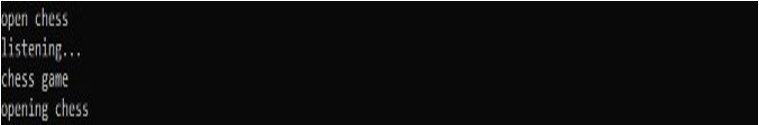 open chess
listening...
chess game
opening chess